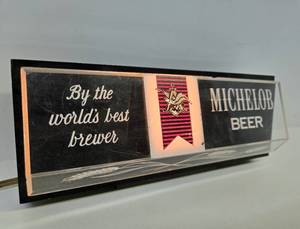 By the
world's best
brewer
MICHELOB
BEER